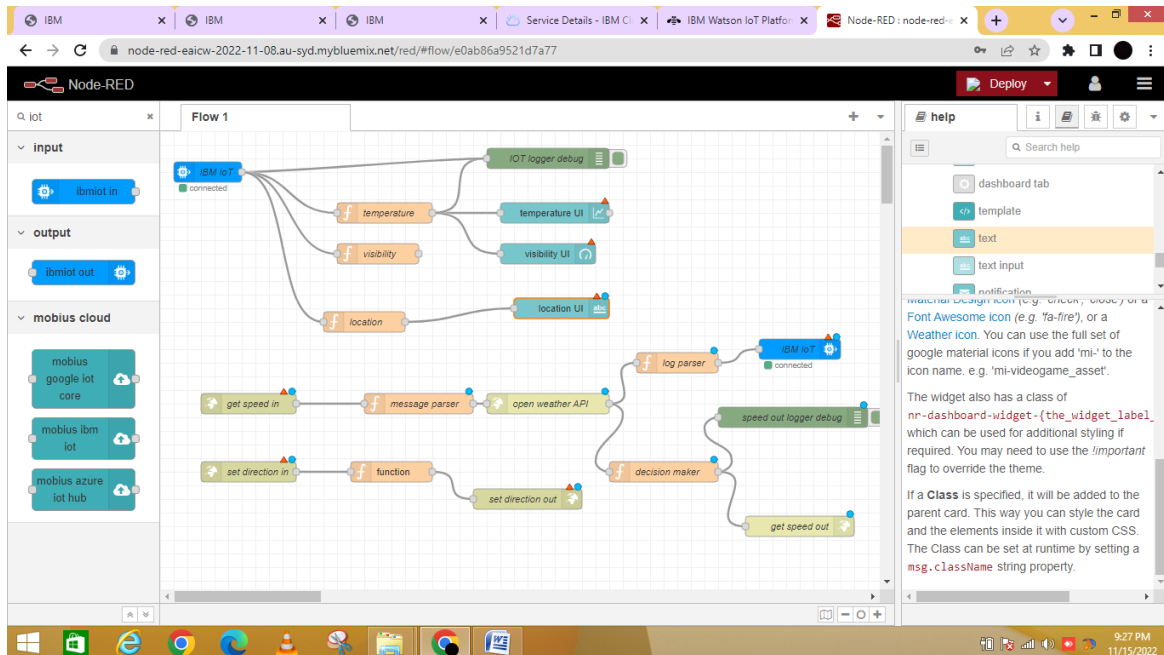 IBM
IBM
IBM
Service Details - IBM Cl
IBM Watson IoT Platfor
Node-RED : node-red-e
node-red-eaicw-2022-11-08.au-syd.mybluemix.net/red/#flow/e0ab86a9521d7a77
Node-RED
Deploy
iot
Flow 1
help
i
Search help
input
ibmiot in
output
ibmiot out
mobius cloud
mobius
google iot
core
mobius ibm
iot
mobius azure
iot hub
IBM IoT
connected
IOT logger debug
temperature
temperature UI
visibility
visibility UI
location UI
abc
location
IBM IoT
connected
log parser
get speed in
message parser
open weather API
speed out logger debug
set direction in
function
decision maker
set direction out
get speed out
dashboard tab
template
abc
text
abc
text input
notification
Material Design icon (e.g. 'check', 'close') or a
Font Awesome icon (e.g. 'fa-fire'), or a
Weather icon. You can use the full set of
google material icons if you add 'mi-' to the
icon name. e.g. 'mi-videogame_asset'.
The widget also has a class of
nr-dashboard-widget-{the_widget_label_
which can be used for additional styling if
required. You may need to use the !important
flag to override the theme.
If a Class is specified, it will be added to the
parent card. This way you can style the card
and the elements inside it with custom CSS.
The Class can be set at runtime by setting a
msg.className string property.
9:27 PM
11/15/2022